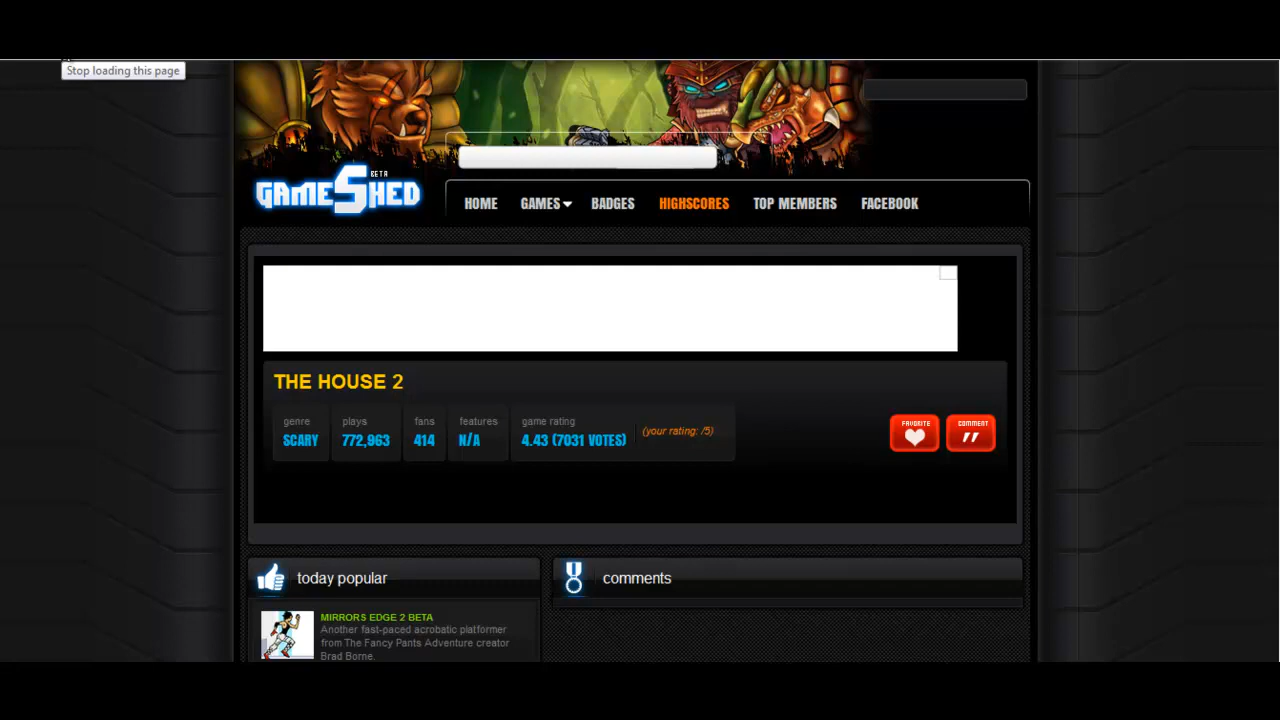 Stop loading this page
BETA
GAMESHED
HOME GAMES BADGES HIGHSCORES TOP MEMBERS FACEBOOK
THE HOUSE 2
genre plays fans features game rating
SCARY 772,963 414 N/A 4.43 (7031 VOTES) (your rating: /5)
FAVORITE COMMENT
today popular
comments
MIRRORS EDGE 2 BETA
Another fast-paced acrobatic platformer
from The Fancy Pants Adventure creator
Brad Borne.